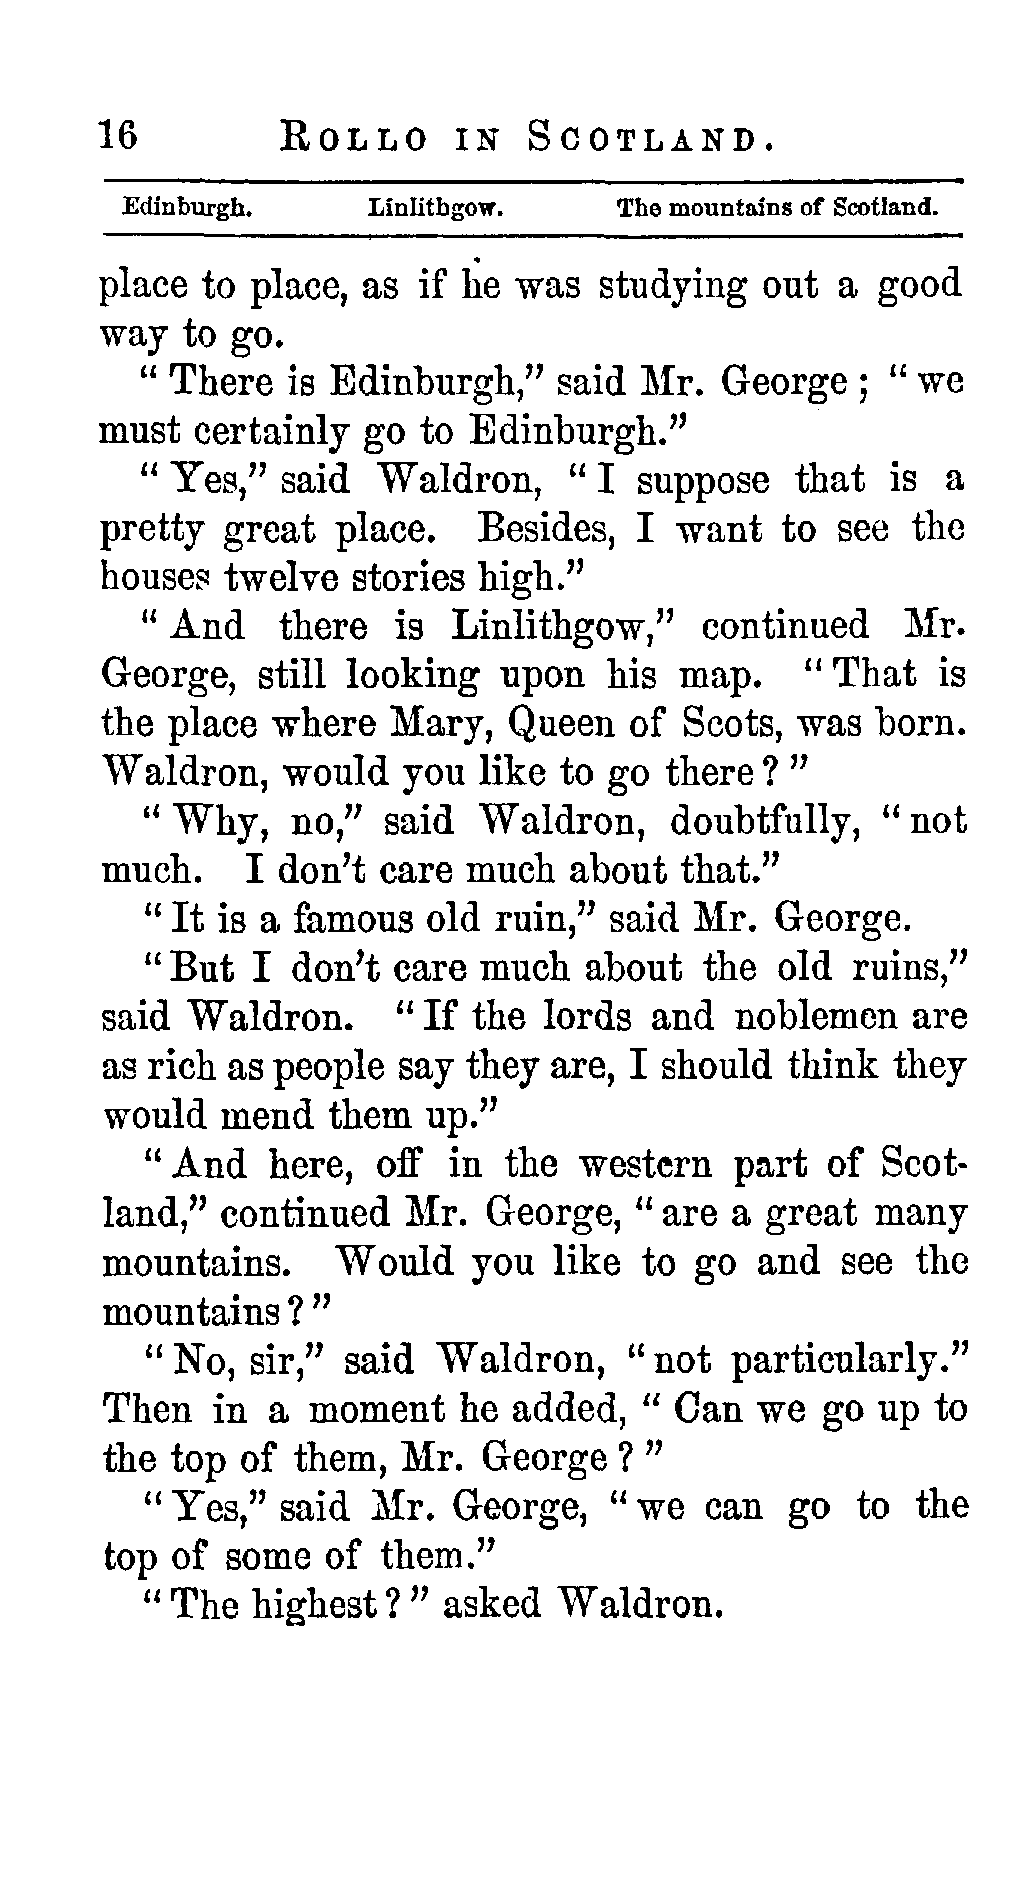 16 ROLLO IN SCOTLAND.
Edinburgh. Linlithgow. The mountains of Scotland.
place to place, as if he was studying out a good
way to go.
“There is Edinburgh,” said Mr. George; “we
must certainly go to Edinburgh.”
“Yes,” said Waldron, “I suppose that is a
pretty great place. Besides, I want to see the
houses twelve stories high.”
“And there is Linlithgow,” continued Mr.
George, still looking upon his map. “That is
the place where Mary, Queen of Scots, was born.
Waldron, would you like to go there?”
“Why, no,” said Waldron, doubtfully, “not
much. I don’t care much about that.”
“It is a famous old ruin,” said Mr. George.
“But I don’t care much about the old ruins,”
said Waldron. “If the lords and noblemen are
as rich as people say they are, I should think they
would mend them up.”
“And here, off in the western part of Scot-
land,” continued Mr. George, “are a great many
mountains. Would you like to go and see the
mountains?”
“No, sir,” said Waldron, “not particularly.”
Then in a moment he added, “Can we go up to
the top of them, Mr. George?”
“Yes,” said Mr. George, “we can go to the
top of some of them.”
“The highest?” asked Waldron.